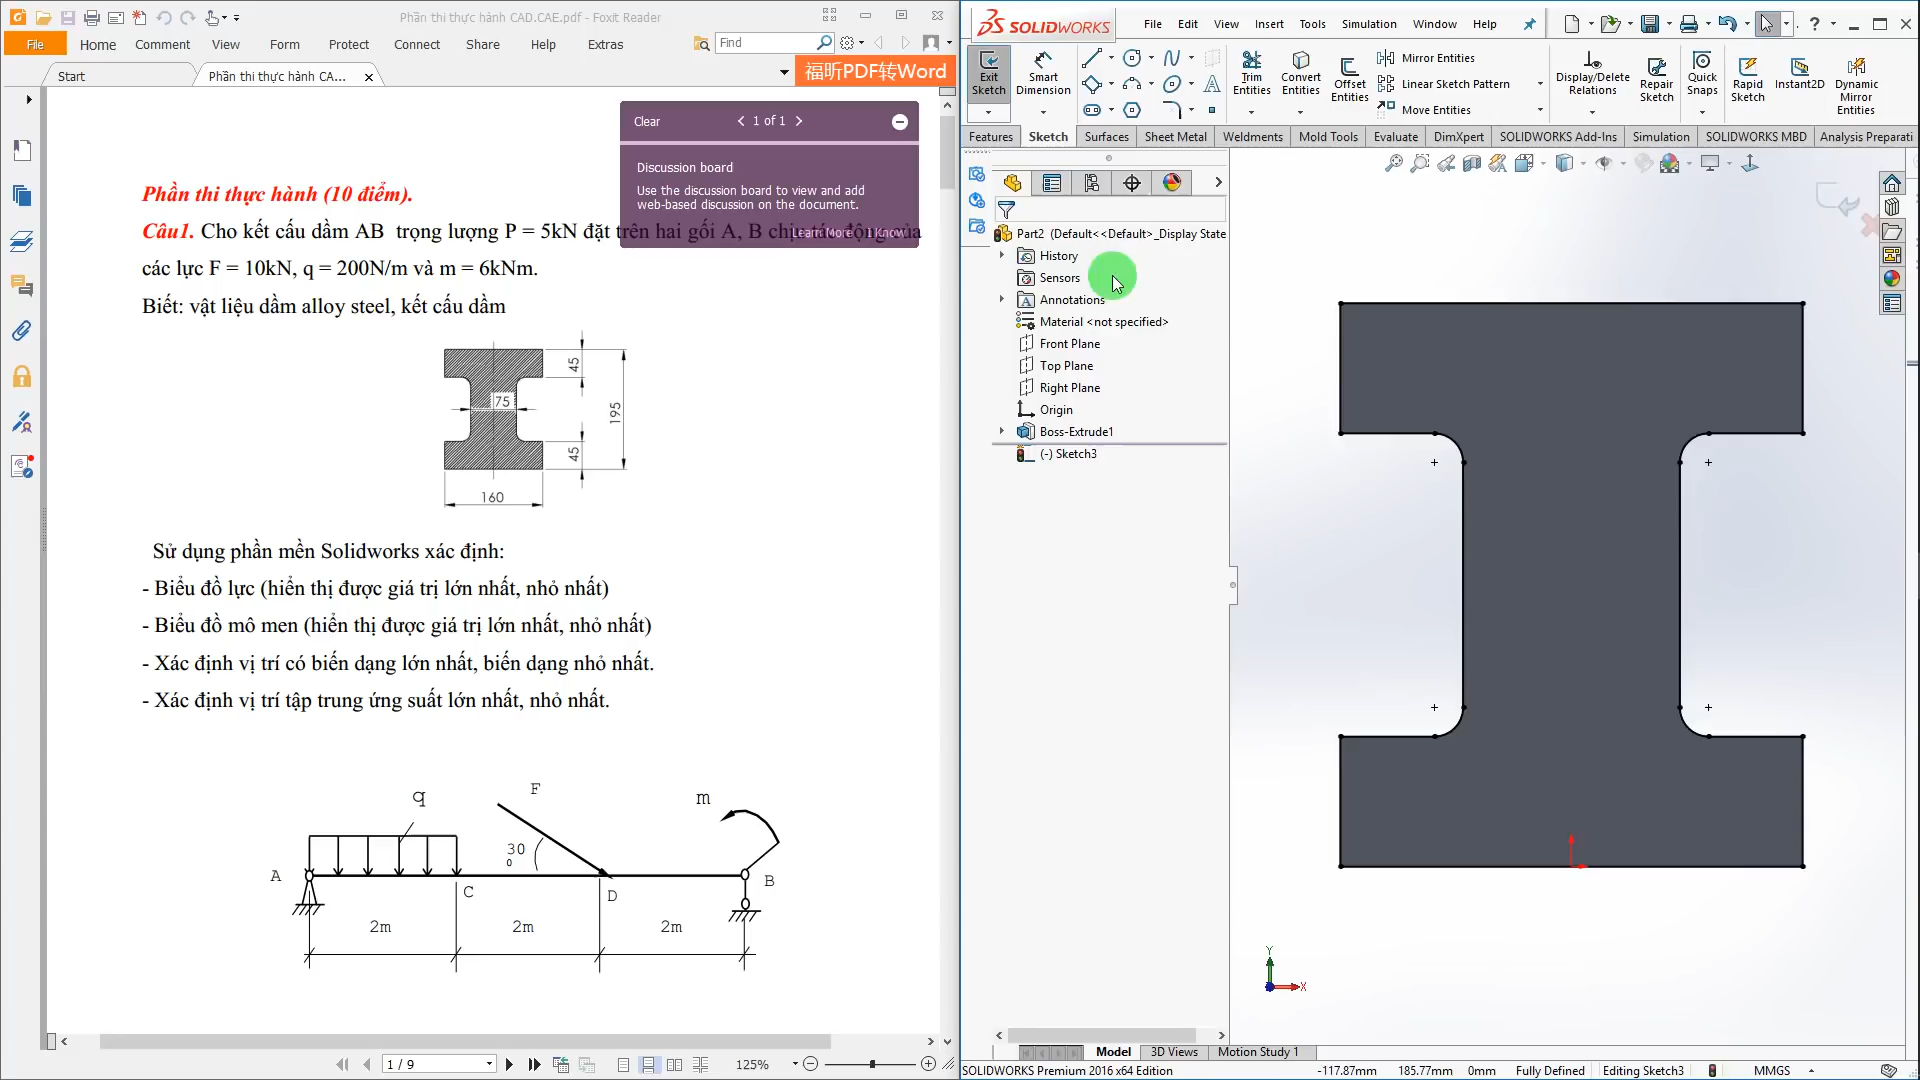 Phần thi thực hành CAD.CAE.pdf - Foxit Reader
File Home Comment View Form Protect Connect Share Help Extras
Find
Start
Phần thi thực hành CA...
福昕PDF转Word
Clear
1 of 1
Discussion board
Use the discussion board to view and add
web-based discussion on the document.
Learn More
I Know
Phần thi thực hành (10 điểm).
Câu1. Cho kết cấu dầm AB trọng lượng P = 5kN đặt trên hai gối A, B chịu tác động của
các lực F = 10kN, q = 200N/m và m = 6kNm.
Biết: vật liệu dầm alloy steel, kết cấu dầm
45
75
195
45
160
Sử dụng phần mền Solidworks xác định:
- Biểu đồ lực (hiển thị được giá trị lớn nhất, nhỏ nhất)
- Biểu đồ mô men (hiển thị được giá trị lớn nhất, nhỏ nhất)
- Xác định vị trí có biến dạng lớn nhất, biến dạng nhỏ nhất.
- Xác định vị trí tập trung ứng suất lớn nhất, nhỏ nhất.
q
F
m
30
0
A
C
D
B
2m
2m
2m
1 / 9
125%
SOLIDWORKS
File Edit View Insert Tools Simulation Window Help
Exit Sketch
Smart Dimension
Trim Entities
Convert Entities
Offset Entities
Mirror Entities
Linear Sketch Pattern
Move Entities
Display/Delete Relations
Repair Sketch
Quick Snaps
Rapid Sketch
Instant2D
Dynamic Mirror Entities
Features Sketch Surfaces Sheet Metal Weldments Mold Tools Evaluate DimXpert SOLIDWORKS Add-Ins Simulation SOLIDWORKS MBD Analysis Preparati
Part2 (Default<<Default>_Display State
History
Sensors
Annotations
Material <not specified>
Front Plane
Top Plane
Right Plane
Origin
Boss-Extrude1
(-) Sketch3
Y
X
Model 3D Views Motion Study 1
SOLIDWORKS Premium 2016 x64 Edition
-117.87mm 185.77mm 0mm Fully Defined Editing Sketch3 MMGS